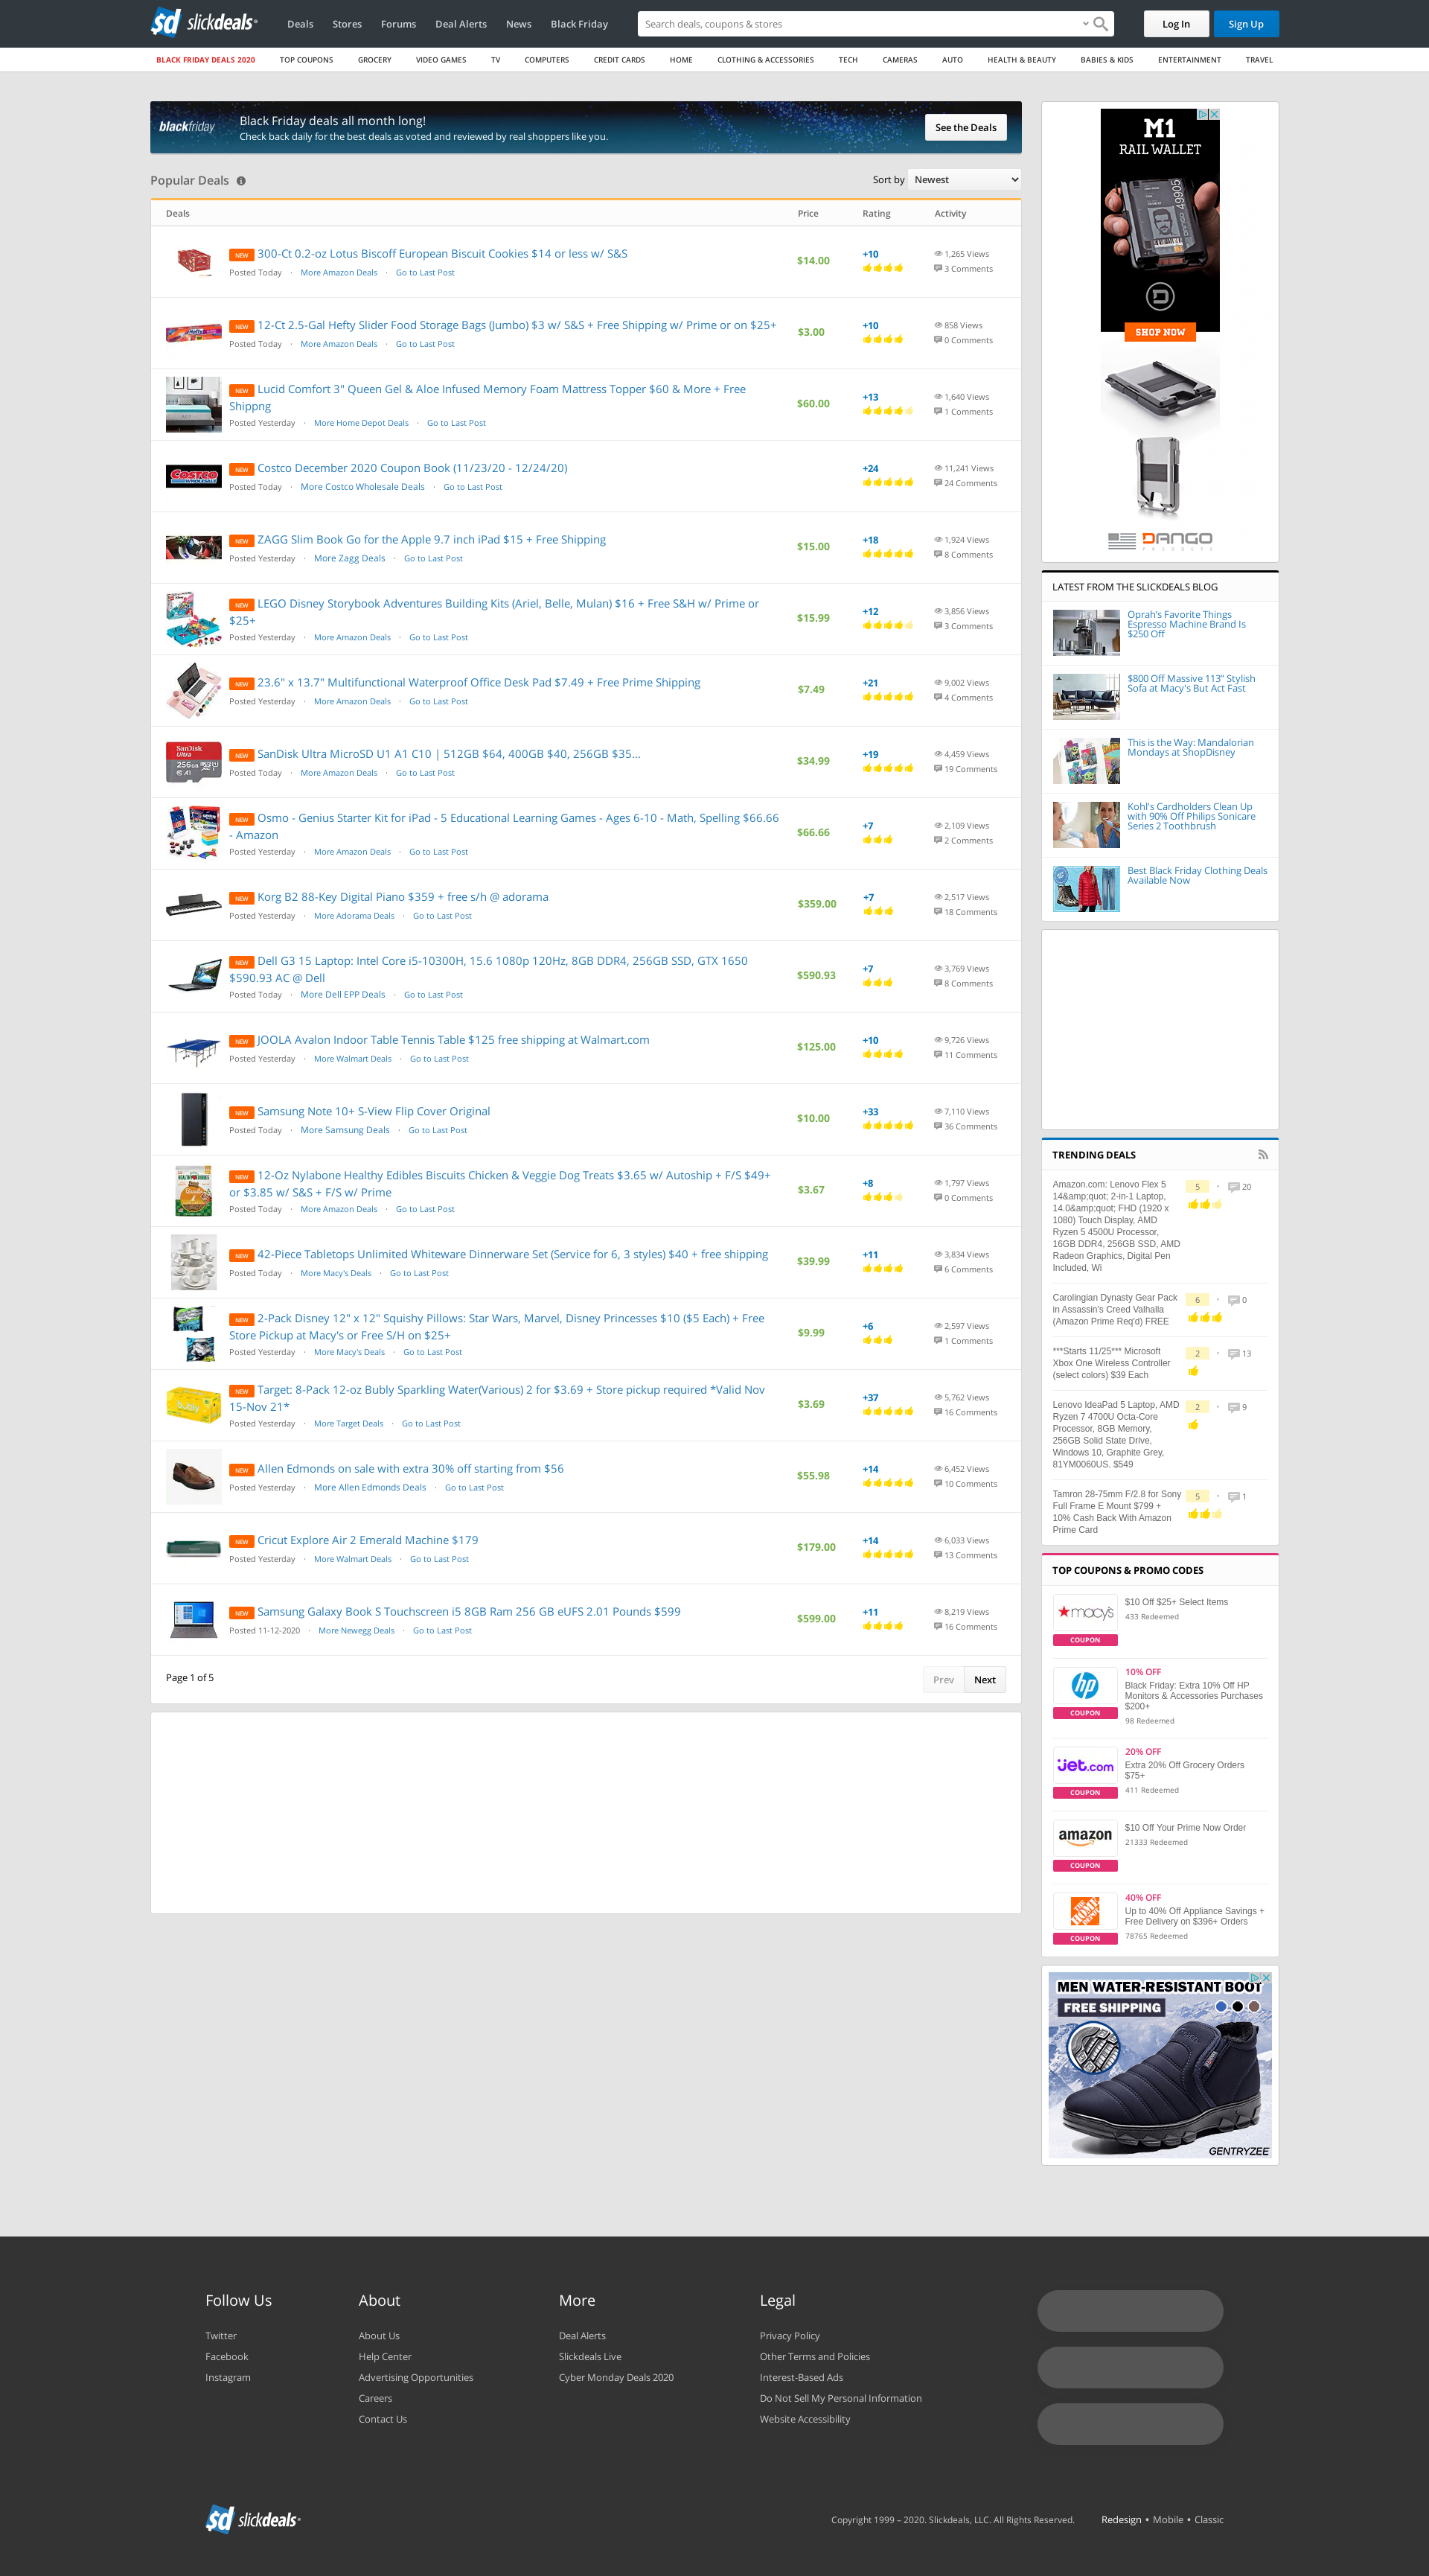 sd slickdeals
Deals Stores Forums Deal Alerts News Black Friday
Search deals, coupons & stores
Log In Sign Up
BLACK FRIDAY DEALS 2020 TOP COUPONS GROCERY VIDEO GAMES TV COMPUTERS CREDIT CARDS HOME CLOTHING & ACCESSORIES TECH CAMERAS AUTO HEALTH & BEAUTY BABIES & KIDS ENTERTAINMENT TRAVEL
blackfriday
Black Friday deals all month long!
Check back daily for the best deals as voted and reviewed by real shoppers like you.
See the Deals
Popular Deals
Sort by Newest
Deals Price Rating Activity
NEW 300-Ct 0.2-oz Lotus Biscoff European Biscuit Cookies $14 or less w/ S&S
Posted Today · More Amazon Deals · Go to Last Post
$14.00
+10
1,265 Views
3 Comments
NEW 12-Ct 2.5-Gal Hefty Slider Food Storage Bags (Jumbo) $3 w/ S&S + Free Shipping w/ Prime or on $25+
Posted Today · More Amazon Deals · Go to Last Post
$3.00
+10
858 Views
0 Comments
NEW Lucid Comfort 3" Queen Gel & Aloe Infused Memory Foam Mattress Topper $60 & More + Free
Shippng
Posted Yesterday · More Home Depot Deals · Go to Last Post
$60.00
+13
1,640 Views
1 Comments
COSTCO
NEW Costco December 2020 Coupon Book (11/23/20 - 12/24/20)
Posted Today · More Costco Wholesale Deals · Go to Last Post
+24
11,241 Views
24 Comments
NEW ZAGG Slim Book Go for the Apple 9.7 inch iPad $15 + Free Shipping
Posted Yesterday · More Zagg Deals · Go to Last Post
$15.00
+18
1,924 Views
8 Comments
NEW LEGO Disney Storybook Adventures Building Kits (Ariel, Belle, Mulan) $16 + Free S&H w/ Prime or
$25+
Posted Yesterday · More Amazon Deals · Go to Last Post
$15.99
+12
3,856 Views
3 Comments
NEW 23.6" x 13.7" Multifunctional Waterproof Office Desk Pad $7.49 + Free Prime Shipping
Posted Yesterday · More Amazon Deals · Go to Last Post
$7.49
+21
9,002 Views
4 Comments
SanDisk
Ultra
256
NEW SanDisk Ultra MicroSD U1 A1 C10 | 512GB $64, 400GB $40, 256GB $35...
Posted Today · More Amazon Deals · Go to Last Post
$34.99
+19
4,459 Views
19 Comments
NEW Osmo - Genius Starter Kit for iPad - 5 Educational Learning Games - Ages 6-10 - Math, Spelling $66.66
- Amazon
Posted Yesterday · More Amazon Deals · Go to Last Post
$66.66
+7
2,109 Views
2 Comments
NEW Korg B2 88-Key Digital Piano $359 + free s/h @ adorama
Posted Yesterday · More Adorama Deals · Go to Last Post
$359.00
+7
2,517 Views
18 Comments
NEW Dell G3 15 Laptop: Intel Core i5-10300H, 15.6 1080p 120Hz, 8GB DDR4, 256GB SSD, GTX 1650
$590.93 AC @ Dell
Posted Today · More Dell EPP Deals · Go to Last Post
$590.93
+7
3,769 Views
8 Comments
NEW JOOLA Avalon Indoor Table Tennis Table $125 free shipping at Walmart.com
Posted Yesterday · More Walmart Deals · Go to Last Post
$125.00
+10
9,726 Views
11 Comments
NEW Samsung Note 10+ S-View Flip Cover Original
Posted Today · More Samsung Deals · Go to Last Post
$10.00
+33
7,110 Views
36 Comments
NEW 12-Oz Nylabone Healthy Edibles Biscuits Chicken & Veggie Dog Treats $3.65 w/ Autoship + F/S $49+
or $3.85 w/ S&S + F/S w/ Prime
Posted Today · More Amazon Deals · Go to Last Post
$3.67
+8
1,797 Views
0 Comments
NEW 42-Piece Tabletops Unlimited Whiteware Dinnerware Set (Service for 6, 3 styles) $40 + free shipping
Posted Today · More Macy's Deals · Go to Last Post
$39.99
+11
3,834 Views
6 Comments
NEW 2-Pack Disney 12" x 12" Squishy Pillows: Star Wars, Marvel, Disney Princesses $10 ($5 Each) + Free
Store Pickup at Macy's or Free S/H on $25+
Posted Yesterday · More Macy's Deals · Go to Last Post
$9.99
+6
2,597 Views
1 Comments
bubly
NEW Target: 8-Pack 12-oz Bubly Sparkling Water(Various) 2 for $3.69 + Store pickup required *Valid Nov
15-Nov 21*
Posted Yesterday · More Target Deals · Go to Last Post
$3.69
+37
5,762 Views
16 Comments
NEW Allen Edmonds on sale with extra 30% off starting from $56
Posted Yesterday · More Allen Edmonds Deals · Go to Last Post
$55.98
+14
6,452 Views
10 Comments
NEW Cricut Explore Air 2 Emerald Machine $179
Posted Yesterday · More Walmart Deals · Go to Last Post
$179.00
+14
6,033 Views
13 Comments
NEW Samsung Galaxy Book S Touchscreen i5 8GB Ram 256 GB eUFS 2.01 Pounds $599
Posted 11-12-2020 · More Newegg Deals · Go to Last Post
$599.00
+11
8,219 Views
16 Comments
Page 1 of 5
Prev Next
M1
RAIL WALLET
49905
SHOP NOW
DANGO
PRODUCTS
LATEST FROM THE SLICKDEALS BLOG
Oprah's Favorite Things
Espresso Machine Brand Is
$250 Off
$800 Off Massive 113" Stylish
Sofa at Macy's But Act Fast
This is the Way: Mandalorian
Mondays at ShopDisney
Kohl's Cardholders Clean Up
with 90% Off Philips Sonicare
Series 2 Toothbrush
Best Black Friday Clothing Deals
Available Now
TRENDING DEALS
Amazon.com: Lenovo Flex 5
14&amp;quot; 2-in-1 Laptop,
14.0&amp;quot; FHD (1920 x
1080) Touch Display, AMD
Ryzen 5 4500U Processor,
16GB DDR4, 256GB SSD, AMD
Radeon Graphics, Digital Pen
Included, Wi
5 · 20
Carolingian Dynasty Gear Pack
in Assassin's Creed Valhalla
(Amazon Prime Req'd) FREE
6 · 0
***Starts 11/25*** Microsoft
Xbox One Wireless Controller
(select colors) $39 Each
2 · 13
Lenovo IdeaPad 5 Laptop, AMD
Ryzen 7 4700U Octa-Core
Processor, 8GB Memory,
256GB Solid State Drive,
Windows 10, Graphite Grey,
81YM0060US. $549
2 · 9
Tamron 28-75mm F/2.8 for Sony
Full Frame E Mount $799 +
10% Cash Back With Amazon
Prime Card
5 · 1
TOP COUPONS & PROMO CODES
macy's
COUPON
$10 Off $25+ Select Items
433 Redeemed
hp
COUPON
10% OFF
Black Friday: Extra 10% Off HP
Monitors & Accessories Purchases
$200+
98 Redeemed
jet.com
COUPON
20% OFF
Extra 20% Off Grocery Orders
$75+
411 Redeemed
amazon
COUPON
$10 Off Your Prime Now Order
21333 Redeemed
THE HOME DEPOT
COUPON
40% OFF
Up to 40% Off Appliance Savings +
Free Delivery on $396+ Orders
78765 Redeemed
MEN WATER-RESISTANT BOOT
FREE SHIPPING
GENTRYZEE
Follow Us
Twitter
Facebook
Instagram
About
About Us
Help Center
Advertising Opportunities
Careers
Contact Us
More
Deal Alerts
Slickdeals Live
Cyber Monday Deals 2020
Legal
Privacy Policy
Other Terms and Policies
Interest-Based Ads
Do Not Sell My Personal Information
Website Accessibility
sd slickdeals
Copyright 1999 – 2020. Slickdeals, LLC. All Rights Reserved.
Redesign • Mobile • Classic